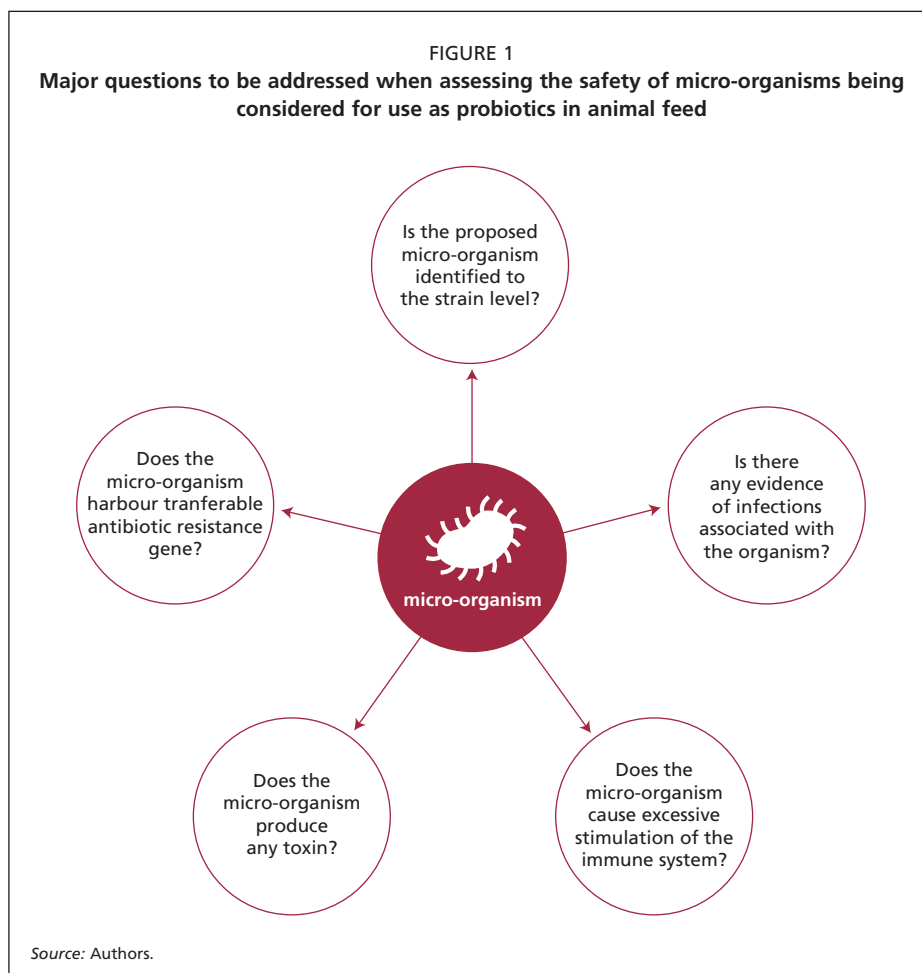 FIGURE 1
Major questions to be addressed when assessing the safety of micro-organisms being
considered for use as probiotics in animal feed
Is the proposed
micro-organism
identified to
the strain level?
Does the
micro-organism
harbour tranferable
antibiotic resistance
gene?
Is there
any evidence
of infections
associated with
the organism?
micro-organism
Does the
micro-organism
produce
any toxin?
Does the
micro-organism
cause excessive
stimulation of the
immune system?
Source: Authors.